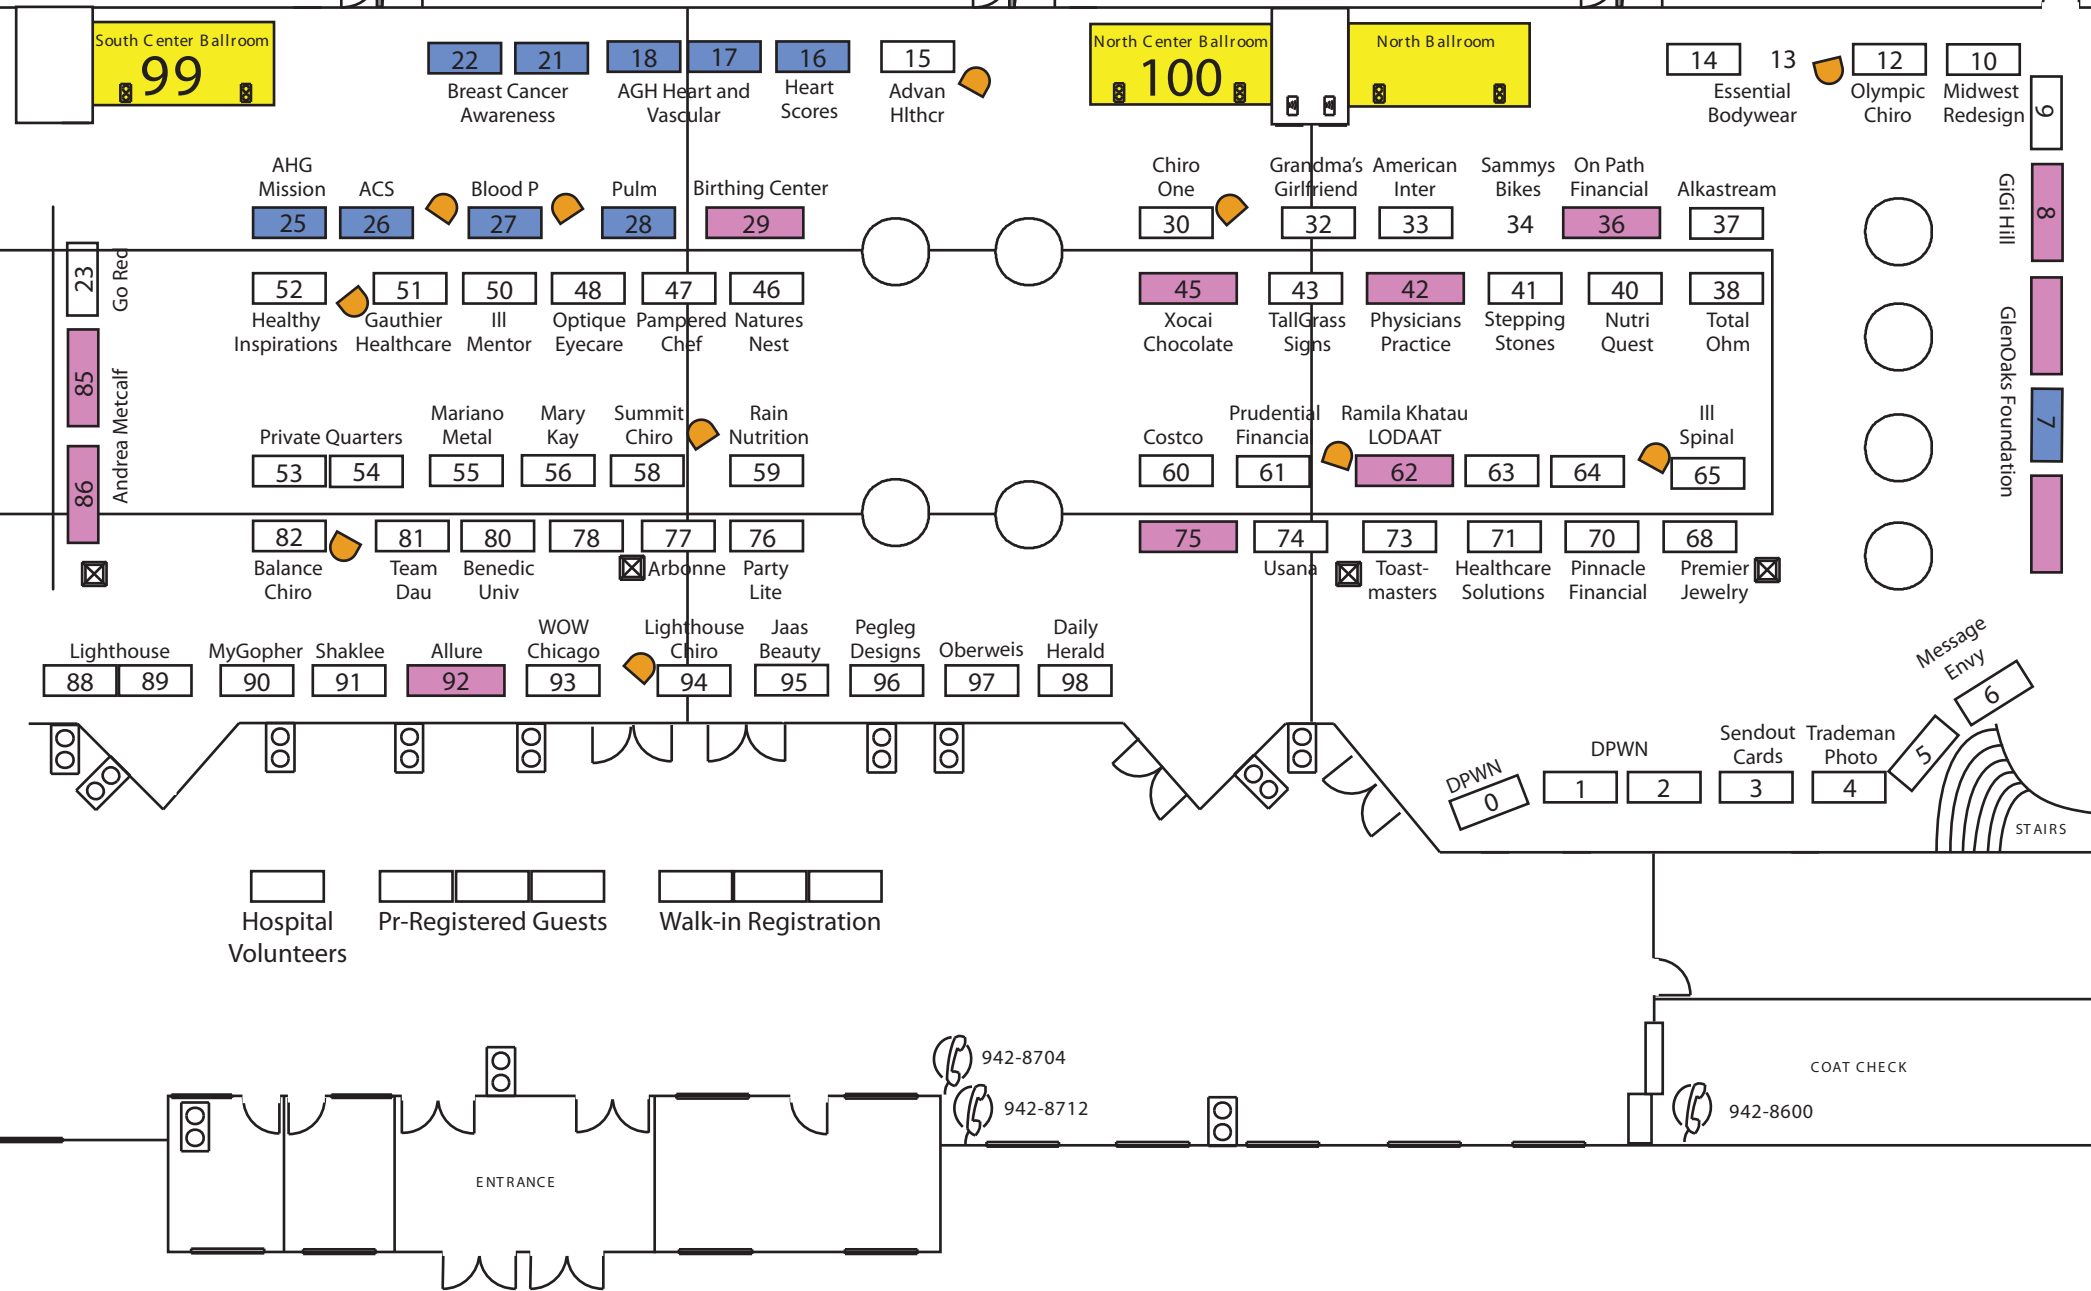 South Center Ballroom
99
22
21
18
17
16
15
Breast Cancer
Awareness
AGH Heart and
Vascular
Heart
Scores
Advan
Hlthcr
North Center Ballroom
100
North Ballroom
14
13
12
10
Essential
Bodywear
Olympic
Chiro
Midwest
Redesign
9
AHG
Mission
ACS
Blood P
Pulm
Birthing Center
25
26
27
28
29
Chiro
One
Grandma's
Girlfriend
American
Inter
Sammys
Bikes
On Path
Financial
Alkastream
30
32
33
34
36
37
GiGi Hill
8
23
Go Red
52
51
50
48
47
46
Healthy
Inspirations
Gauthier
Healthcare
Ill
Mentor
Optique
Eyecare
Pampered
Chef
Natures
Nest
45
43
42
41
40
38
Xocai
Chocolate
TallGrass
Signs
Physicians
Practice
Stepping
Stones
Nutri
Quest
Total
Ohm
GlenOaks Foundation
7
85
86
Andrea Metcalf
Private Quarters
Mariano
Metal
Mary
Kay
Summit
Chiro
Rain
Nutrition
53
54
55
56
58
59
Costco
Prudential
Financial
Ramila Khatau
LODAAT
Ill
Spinal
60
61
62
63
64
65
82
81
80
78
77
76
Balance
Chiro
Team
Dau
Benedic
Univ
Arbonne
Party
Lite
75
74
73
71
70
68
Usana
Toast-
masters
Healthcare
Solutions
Pinnacle
Financial
Premier
Jewelry
Lighthouse
MyGopher
Shaklee
Allure
WOW
Chicago
Lighthouse
Chiro
Jaas
Beauty
Pegleg
Designs
Oberweis
Daily
Herald
88
89
90
91
92
93
94
95
96
97
98
Message
Envy
6
5
DPWN
0
DPWN
1
2
Sendout
Cards
3
Trademan
Photo
4
STAIRS
Hospital
Volunteers
Pr-Registered Guests
Walk-in Registration
942-8704
942-8712
COAT CHECK
942-8600
ENTRANCE